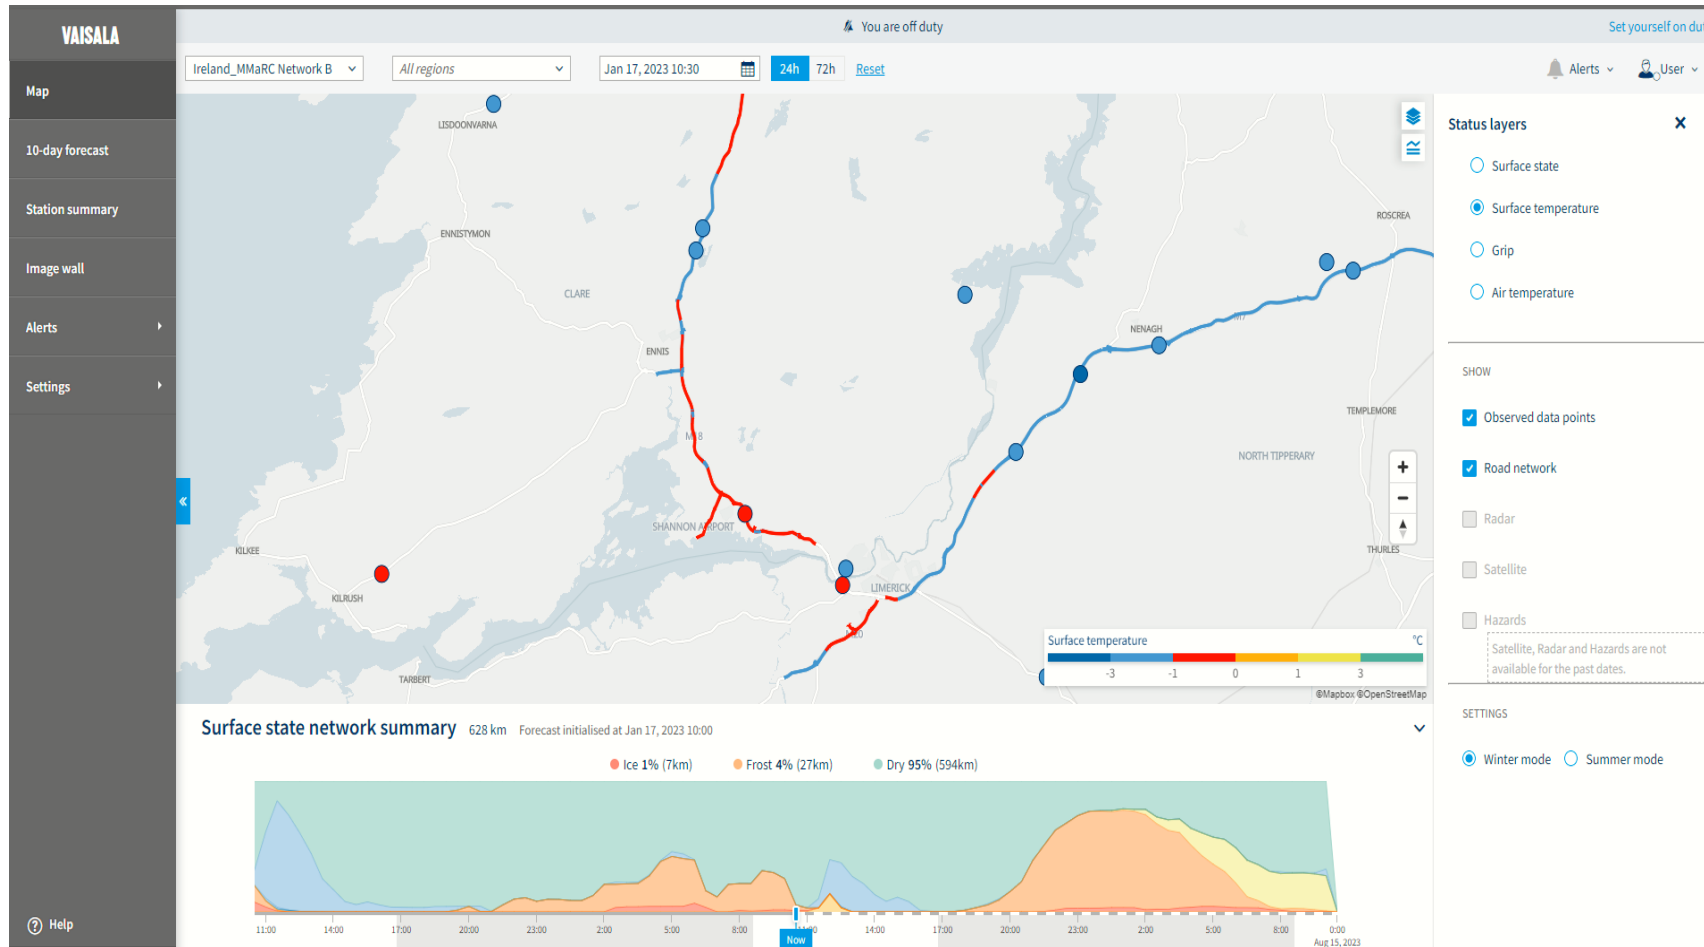 VAISALA
You are off duty
Set yourself on dut
Ireland_MMaRC Network B
All regions
Jan 17, 2023 10:30
24h
72h
Reset
Alerts
User
Map
10-day forecast
Station summary
Image wall
Alerts
Settings
Help
LISDOONVARNA
ENNISTYMON
CLARE
ENNIS
SHANNON AIRPORT
KILKEE
KILRUSH
TARBERT
LIMERICK
NENAGH
M7
ROSCREA
TEMPLEMORE
NORTH TIPPERARY
THURLES
Surface temperature °C
-3 -1 0 1 3
©Mapbox ©OpenStreetMap
Status layers
Surface state
Surface temperature
Grip
Air temperature
SHOW
Observed data points
Road network
Radar
Satellite
Hazards
Satellite, Radar and Hazards are not
available for the past dates.
SETTINGS
Winter mode
Summer mode
Surface state network summary 628 km Forecast initialised at Jan 17, 2023 10:00
Ice 1% (7km) Frost 4% (27km) Dry 95% (594km)
11:00 14:00 17:00 20:00 23:00 2:00 5:00 8:00 14:00 17:00 20:00 23:00 2:00 5:00 8:00 0:00
Now
Aug 15, 2023